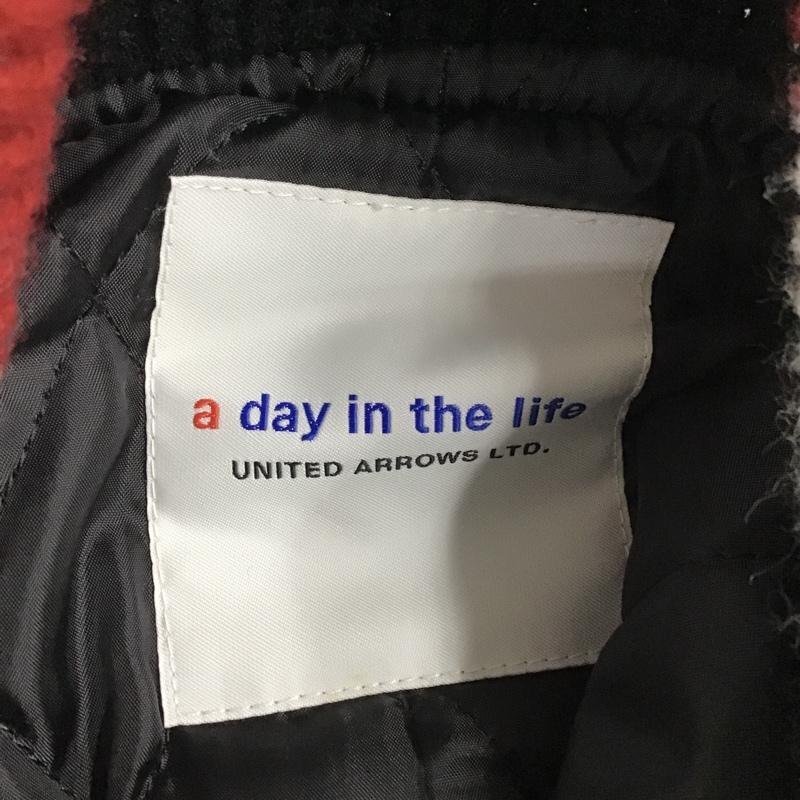 a day in the life
UNITED ARROWS LTD.